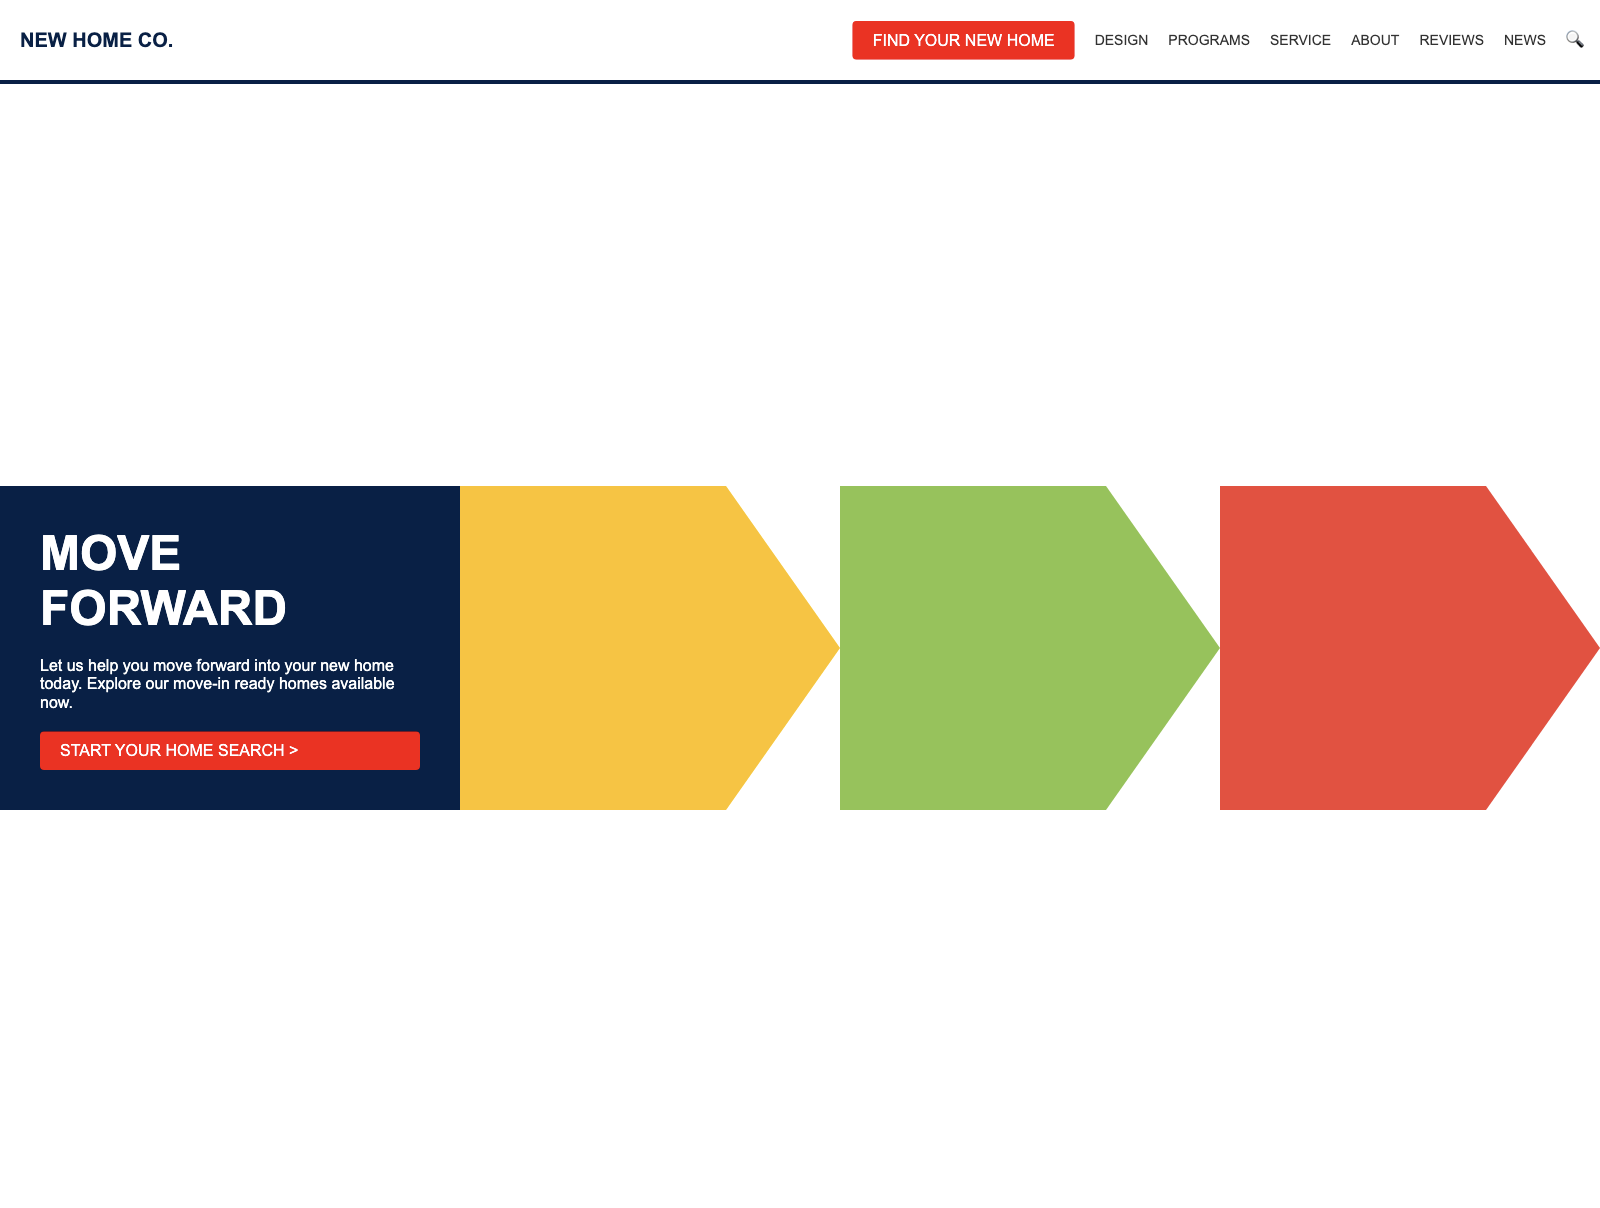 NEW HOME CO.
FIND YOUR NEW HOME DESIGN PROGRAMS SERVICE ABOUT REVIEWS NEWS
MOVE
FORWARD
Let us help you move forward into your new home
today. Explore our move-in ready homes available
now.
START YOUR HOME SEARCH >